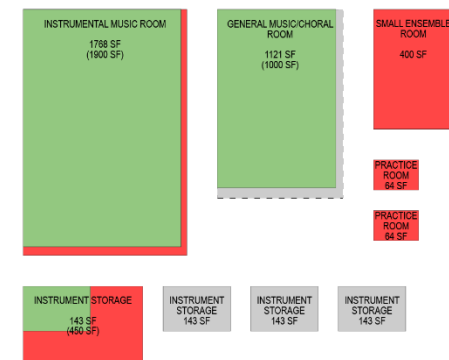 INSTRUMENTAL MUSIC ROOM
1768 SF
(1900 SF)
GENERAL MUSIC/CHORAL
ROOM
1121 SF
(1000 SF)
SMALL ENSEMBLE
ROOM
400 SF
PRACTICE
ROOM
64 SF
PRACTICE
ROOM
64 SF
INSTRUMENT STORAGE
143 SF
(450 SF)
INSTRUMENT
STORAGE
143 SF
INSTRUMENT
STORAGE
143 SF
INSTRUMENT
STORAGE
143 SF